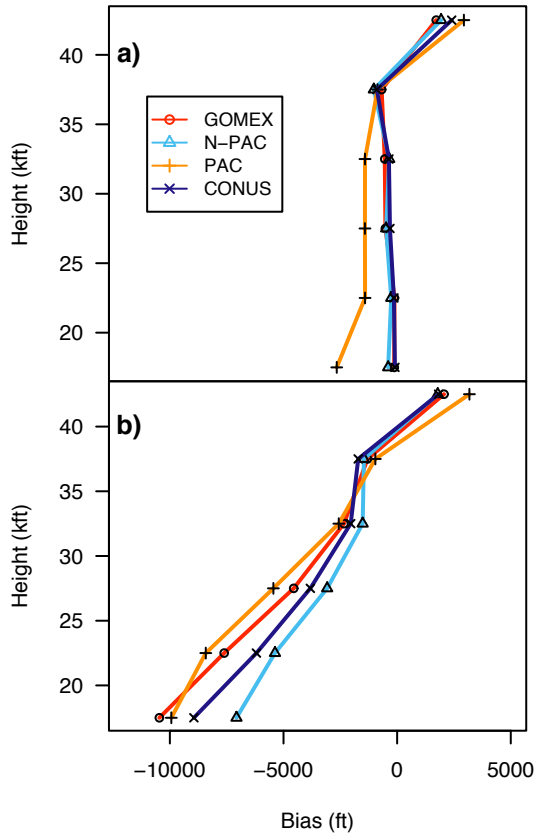 a)
40
35
30
25
20
Height (kft)
GOMEX
N−PAC
PAC
CONUS
b)
40
35
30
25
20
Height (kft)
−10000 −5000 0 5000
Bias (ft)